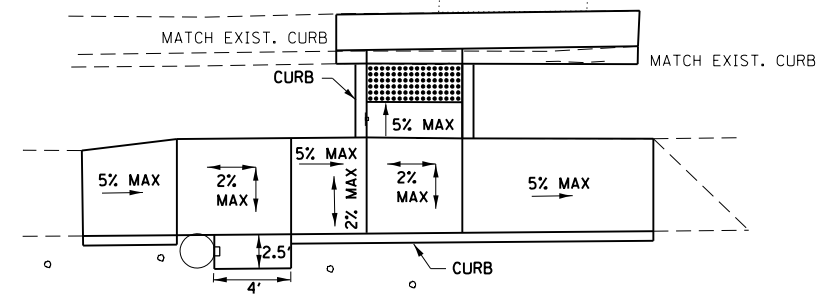 MATCH EXIST. CURB
MATCH EXIST. CURB
CURB
5% MAX
5% MAX
2% MAX
5% MAX
2%
MAX
2%
MAX
5% MAX
2.5'
4'
CURB